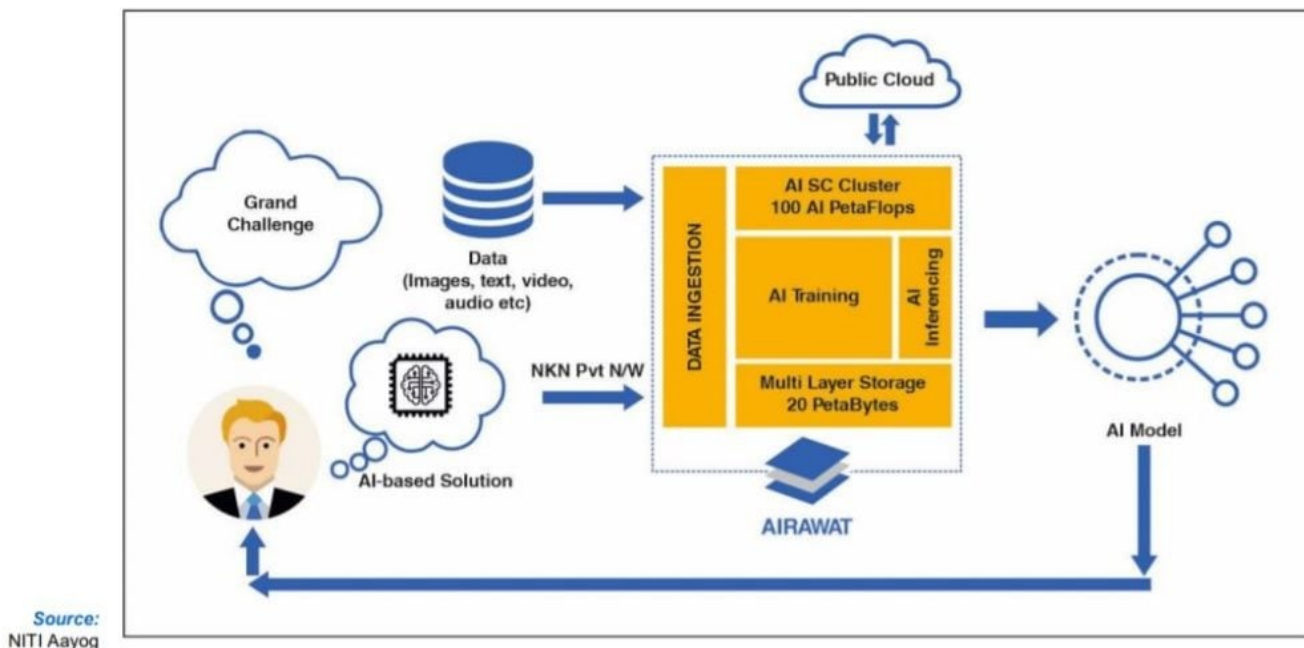 Public Cloud
Grand
Challenge
Data
(Images, text, video,
audio etc)
DATA INGESTION
AI SC Cluster
100 AI PetaFlops
AI Training
AI
Inferencing
Multi Layer Storage
20 PetaBytes
NKN Pvt N/W
AI-based Solution
AI Model
AIRAWAT
Source:
NITI Aayog